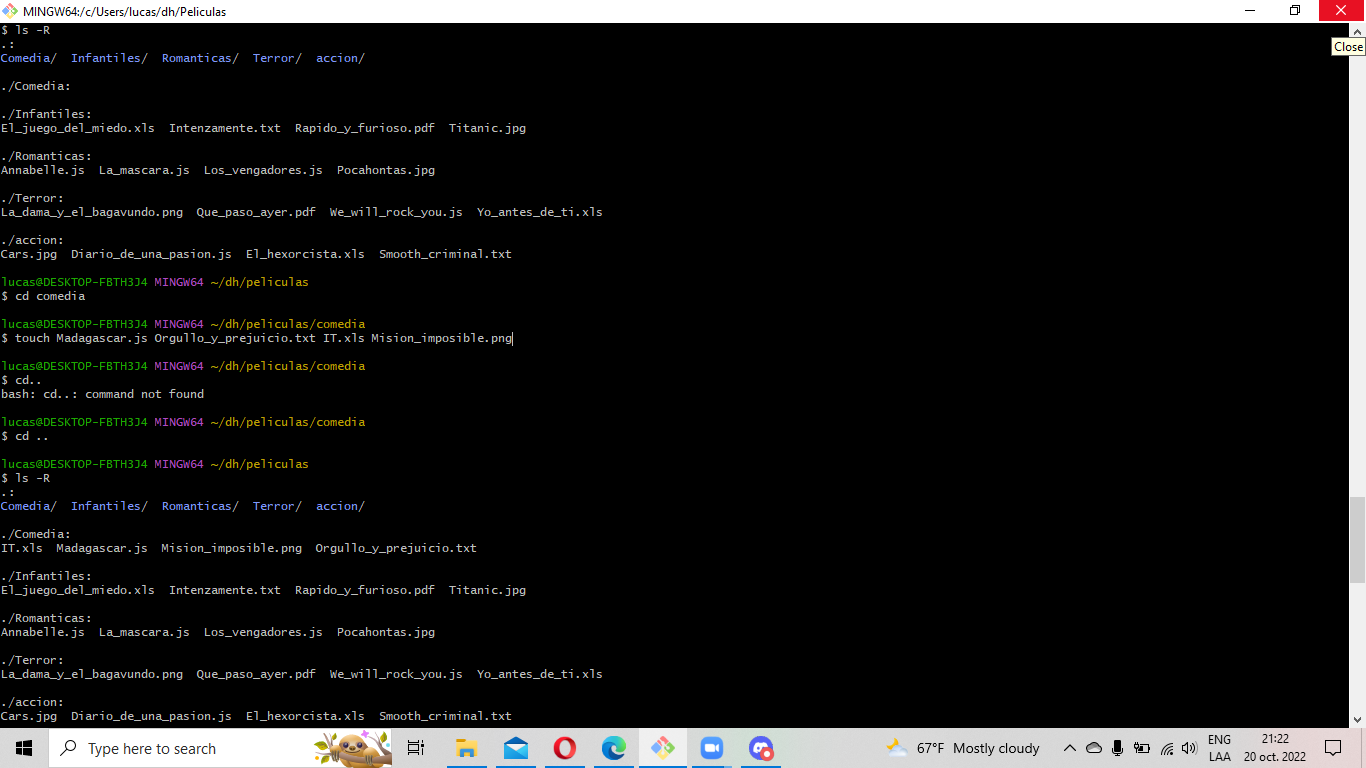 MINGW64:/c/Users/lucas/dh/Peliculas
$ ls -R
Close
.:
Comedia/  Infantiles/  Romanticas/  Terror/  accion/
./Comedia:
./Infantiles:
El_juego_del_miedo.xls  Intenzamente.txt  Rapido_y_furioso.pdf  Titanic.jpg
./Romanticas:
Annabelle.js  La_mascara.js  Los_vengadores.js  Pocahontas.jpg
./Terror:
La_dama_y_el_bagavundo.png  Que_paso_ayer.pdf  We_will_rock_you.js  Yo_antes_de_ti.xls
./accion:
Cars.jpg  Diario_de_una_pasion.js  El_hexorcista.xls  Smooth_criminal.txt
lucas@DESKTOP-FBTH3J4 MINGW64 ~/dh/peliculas
$ cd comedia
lucas@DESKTOP-FBTH3J4 MINGW64 ~/dh/peliculas/comedia
$ touch Madagascar.js Orgullo_y_prejuicio.txt IT.xls Mision_imposible.png
lucas@DESKTOP-FBTH3J4 MINGW64 ~/dh/peliculas/comedia
$ cd..
bash: cd..: command not found
lucas@DESKTOP-FBTH3J4 MINGW64 ~/dh/peliculas/comedia
$ cd ..
lucas@DESKTOP-FBTH3J4 MINGW64 ~/dh/peliculas
$ ls -R
.:
Comedia/  Infantiles/  Romanticas/  Terror/  accion/
./Comedia:
IT.xls  Madagascar.js  Mision_imposible.png  Orgullo_y_prejuicio.txt
./Infantiles:
El_juego_del_miedo.xls  Intenzamente.txt  Rapido_y_furioso.pdf  Titanic.jpg
./Romanticas:
Annabelle.js  La_mascara.js  Los_vengadores.js  Pocahontas.jpg
./Terror:
La_dama_y_el_bagavundo.png  Que_paso_ayer.pdf  We_will_rock_you.js  Yo_antes_de_ti.xls
./accion:
Cars.jpg  Diario_de_una_pasion.js  El_hexorcista.xls  Smooth_criminal.txt
Type here to search
67°F Mostly cloudy
ENG
LAA
21:22
20 oct. 2022